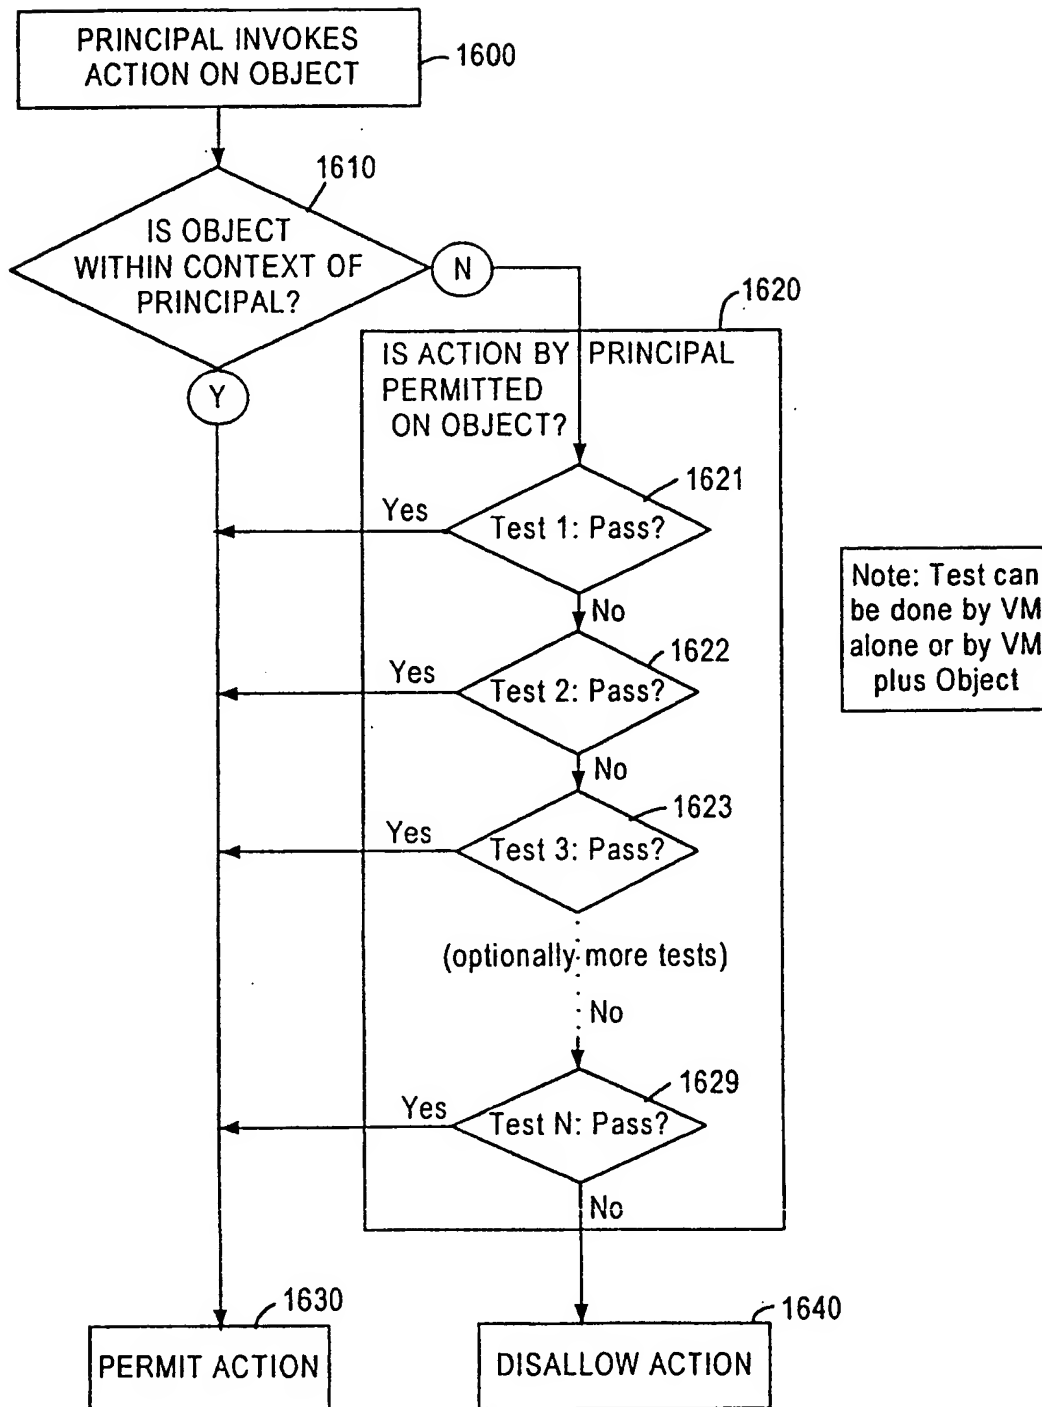 PRINCIPAL INVOKES
ACTION ON OBJECT
1600
1610
IS OBJECT
WITHIN CONTEXT OF
PRINCIPAL?
N
Y
1620
IS ACTION BY PRINCIPAL
PERMITTED
ON OBJECT?
1621
Yes
Test 1: Pass?
No
1622
Yes
Test 2: Pass?
No
1623
Yes
Test 3: Pass?
(optionally more tests)
No
1629
Yes
Test N: Pass?
No
Note: Test can
be done by VM
alone or by VM
plus Object
1630
PERMIT ACTION
1640
DISALLOW ACTION